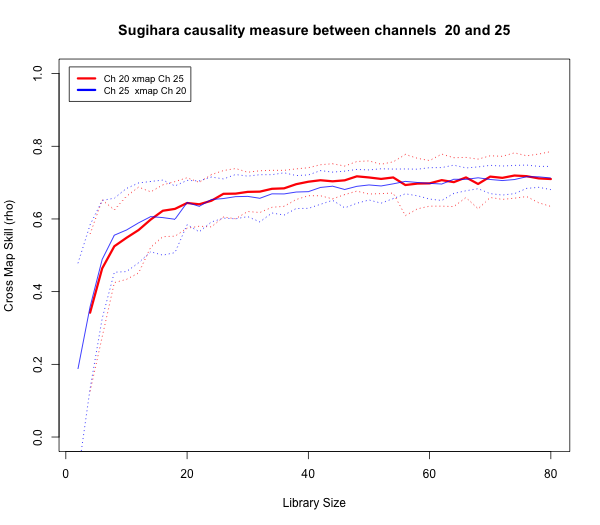 Sugihara causality measure between channels  20 and 25
Ch 20 xmap Ch 25
Ch 25  xmap Ch 20
Cross Map Skill (rho)
1.0
0.8
0.6
0.4
0.2
0.0
0 20 40 60 80
Library Size